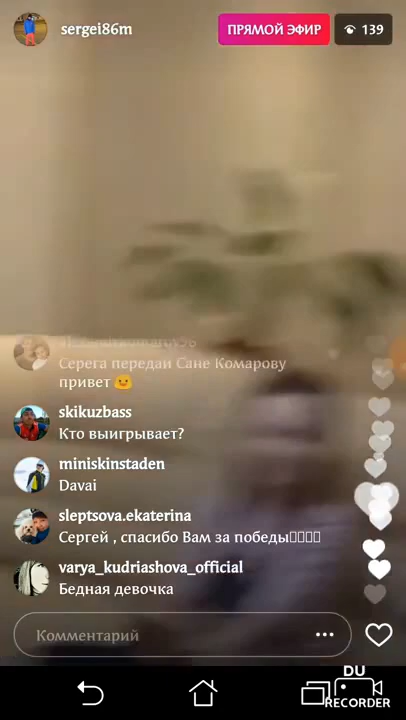 sergei86m
ПРЯМОЙ ЭФИР
139
Серега передай Сане Комарову
привет
skikuzbass
Кто выигрывает?
miniskinstaden
Davai
sleptsova.ekaterina
Сергей , спасибо Вам за победы
varya_kudriashova_official
Бедная девочка
Комментарий
DU
RECORDER